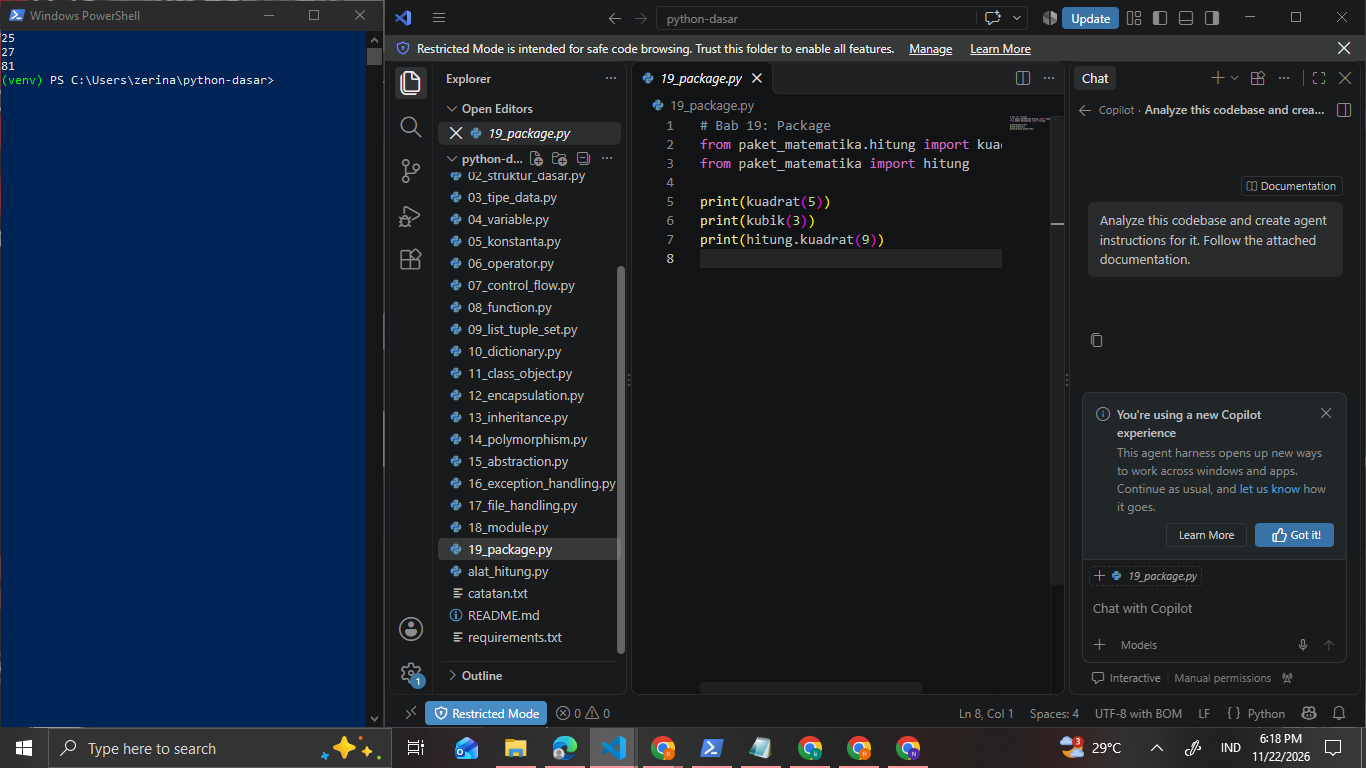 Windows PowerShell
25
27
81
(venv) PS C:\Users\zerina\python-dasar>
python-dasar
Update
Restricted Mode is intended for safe code browsing. Trust this folder to enable all features. Manage Learn More
Explorer
Open Editors
19_package.py
python-d...
02_struktur_dasar.py
03_tipe_data.py
04_variable.py
05_konstanta.py
06_operator.py
07_control_flow.py
08_function.py
09_list_tuple_set.py
10_dictionary.py
11_class_object.py
12_encapsulation.py
13_inheritance.py
14_polymorphism.py
15_abstraction.py
16_exception_handling.py
17_file_handling.py
18_module.py
19_package.py
alat_hitung.py
catatan.txt
README.md
requirements.txt
Outline
1
19_package.py
19_package.py
1 # Bab 19: Package
2 from paket_matematika.hitung import kuad
3 from paket_matematika import hitung
4
5 print(kuadrat(5))
6 print(kubik(3))
7 print(hitung.kuadrat(9))
8
Chat
Copilot · Analyze this codebase and crea...
Documentation
Analyze this codebase and create agent
instructions for it. Follow the attached
documentation.
You're using a new Copilot
experience
This agent harness opens up new ways
to work across windows and apps.
Continue as usual, and let us know how
it goes.
Learn More Got it!
19_package.py
Chat with Copilot
Models
Interactive Manual permissions
Restricted Mode 0 0 Ln 8, Col 1 Spaces: 4 UTF-8 with BOM LF { } Python
Type here to search
3 29°C IND 6:18 PM
11/22/2026